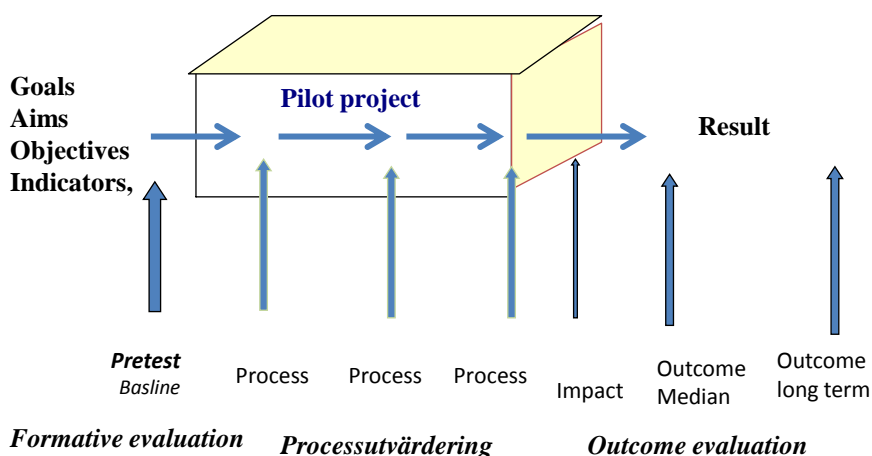 Goals
Aims
Objectives
Indicators,
Pilot project
Result
Pretest
Basline
Process
Process
Process
Impact
Outcome
Median
Outcome
long term
Formative evaluation
Processutvärdering
Outcome evaluation